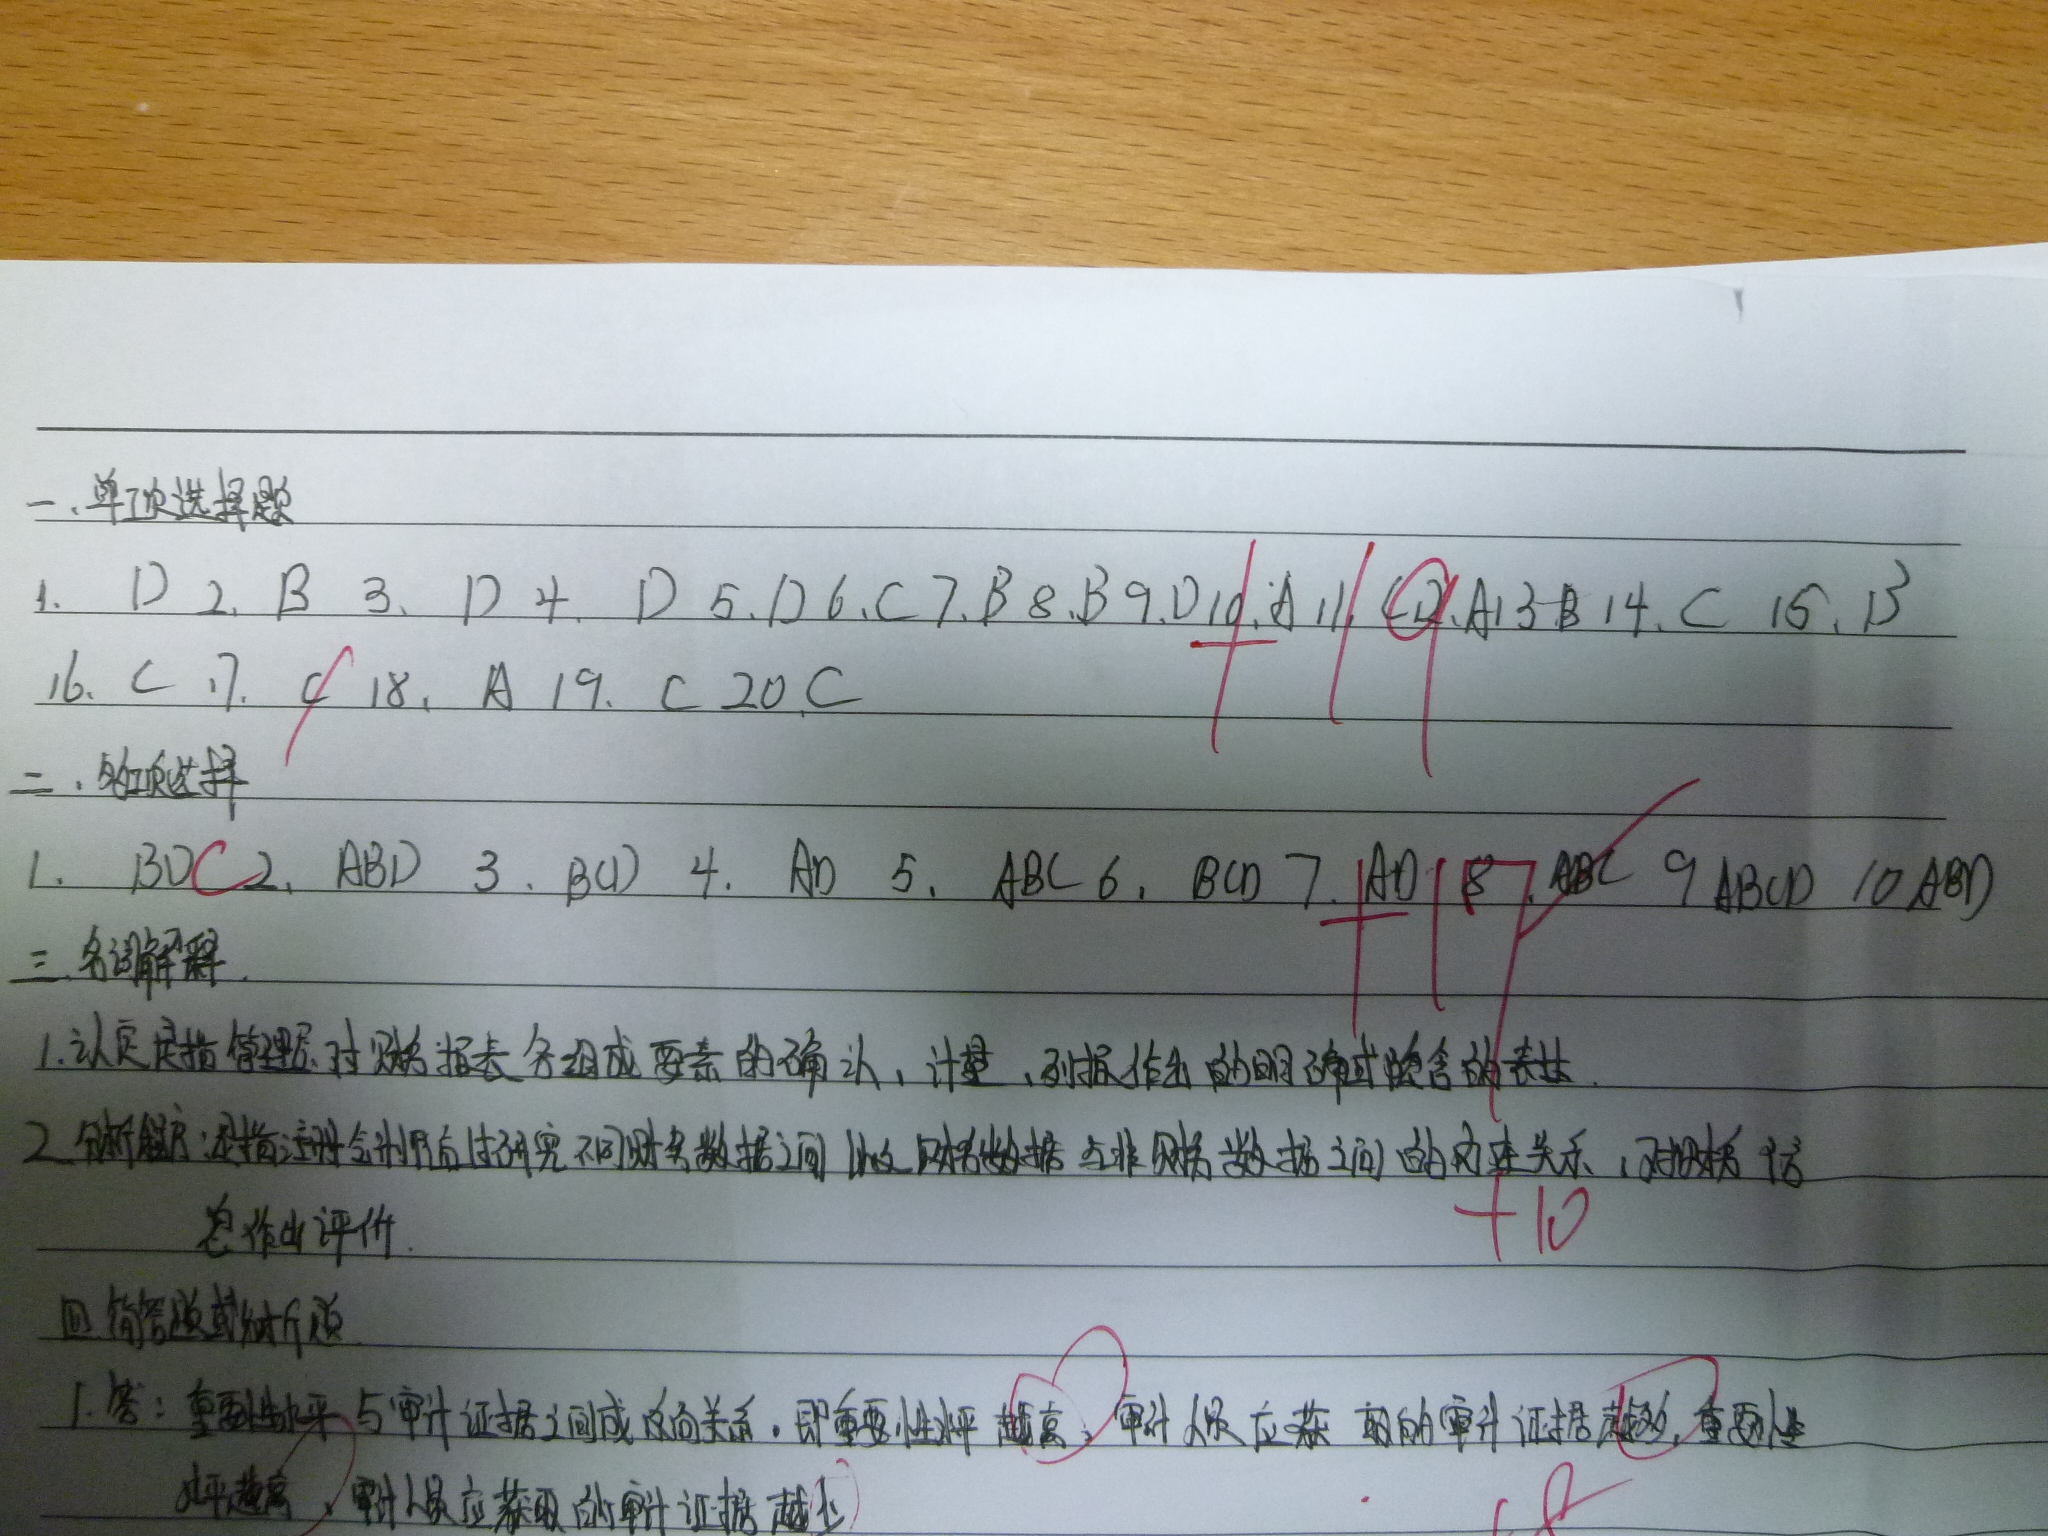 一、单项选择题
1. D 2. B 3. D 4. D 5. D 6. C 7. B 8. B 9. D 10. A 11. C 12. A 13 B 14. C 15. B
+19
16. C 17. C 18. A 19. C 20. C
二、多项选择
1. BDC 2. ABD 3. BCD 4. AD 5. ABC 6. BCD 7. AD 8. ABC 9 ABCD 10 ABD
+17
三.名词解释.
1.认定是指管理层对财务报表各组成要素的确认、计量、列报作出的明确或隐含的表达.
2.分析程序:是指注册会计师通过研究不同财务数据之间以及财务数据与非财务数据之间的内在关系,对财务信
+10
息作出评价.
四 简答题或分析题
1.答:重要性水平与审计证据之间成反向关系.即重要性水平越高,审计人员应获取的审计证据越多,重要性
水平越高,审计人员应获取的审计证据越少